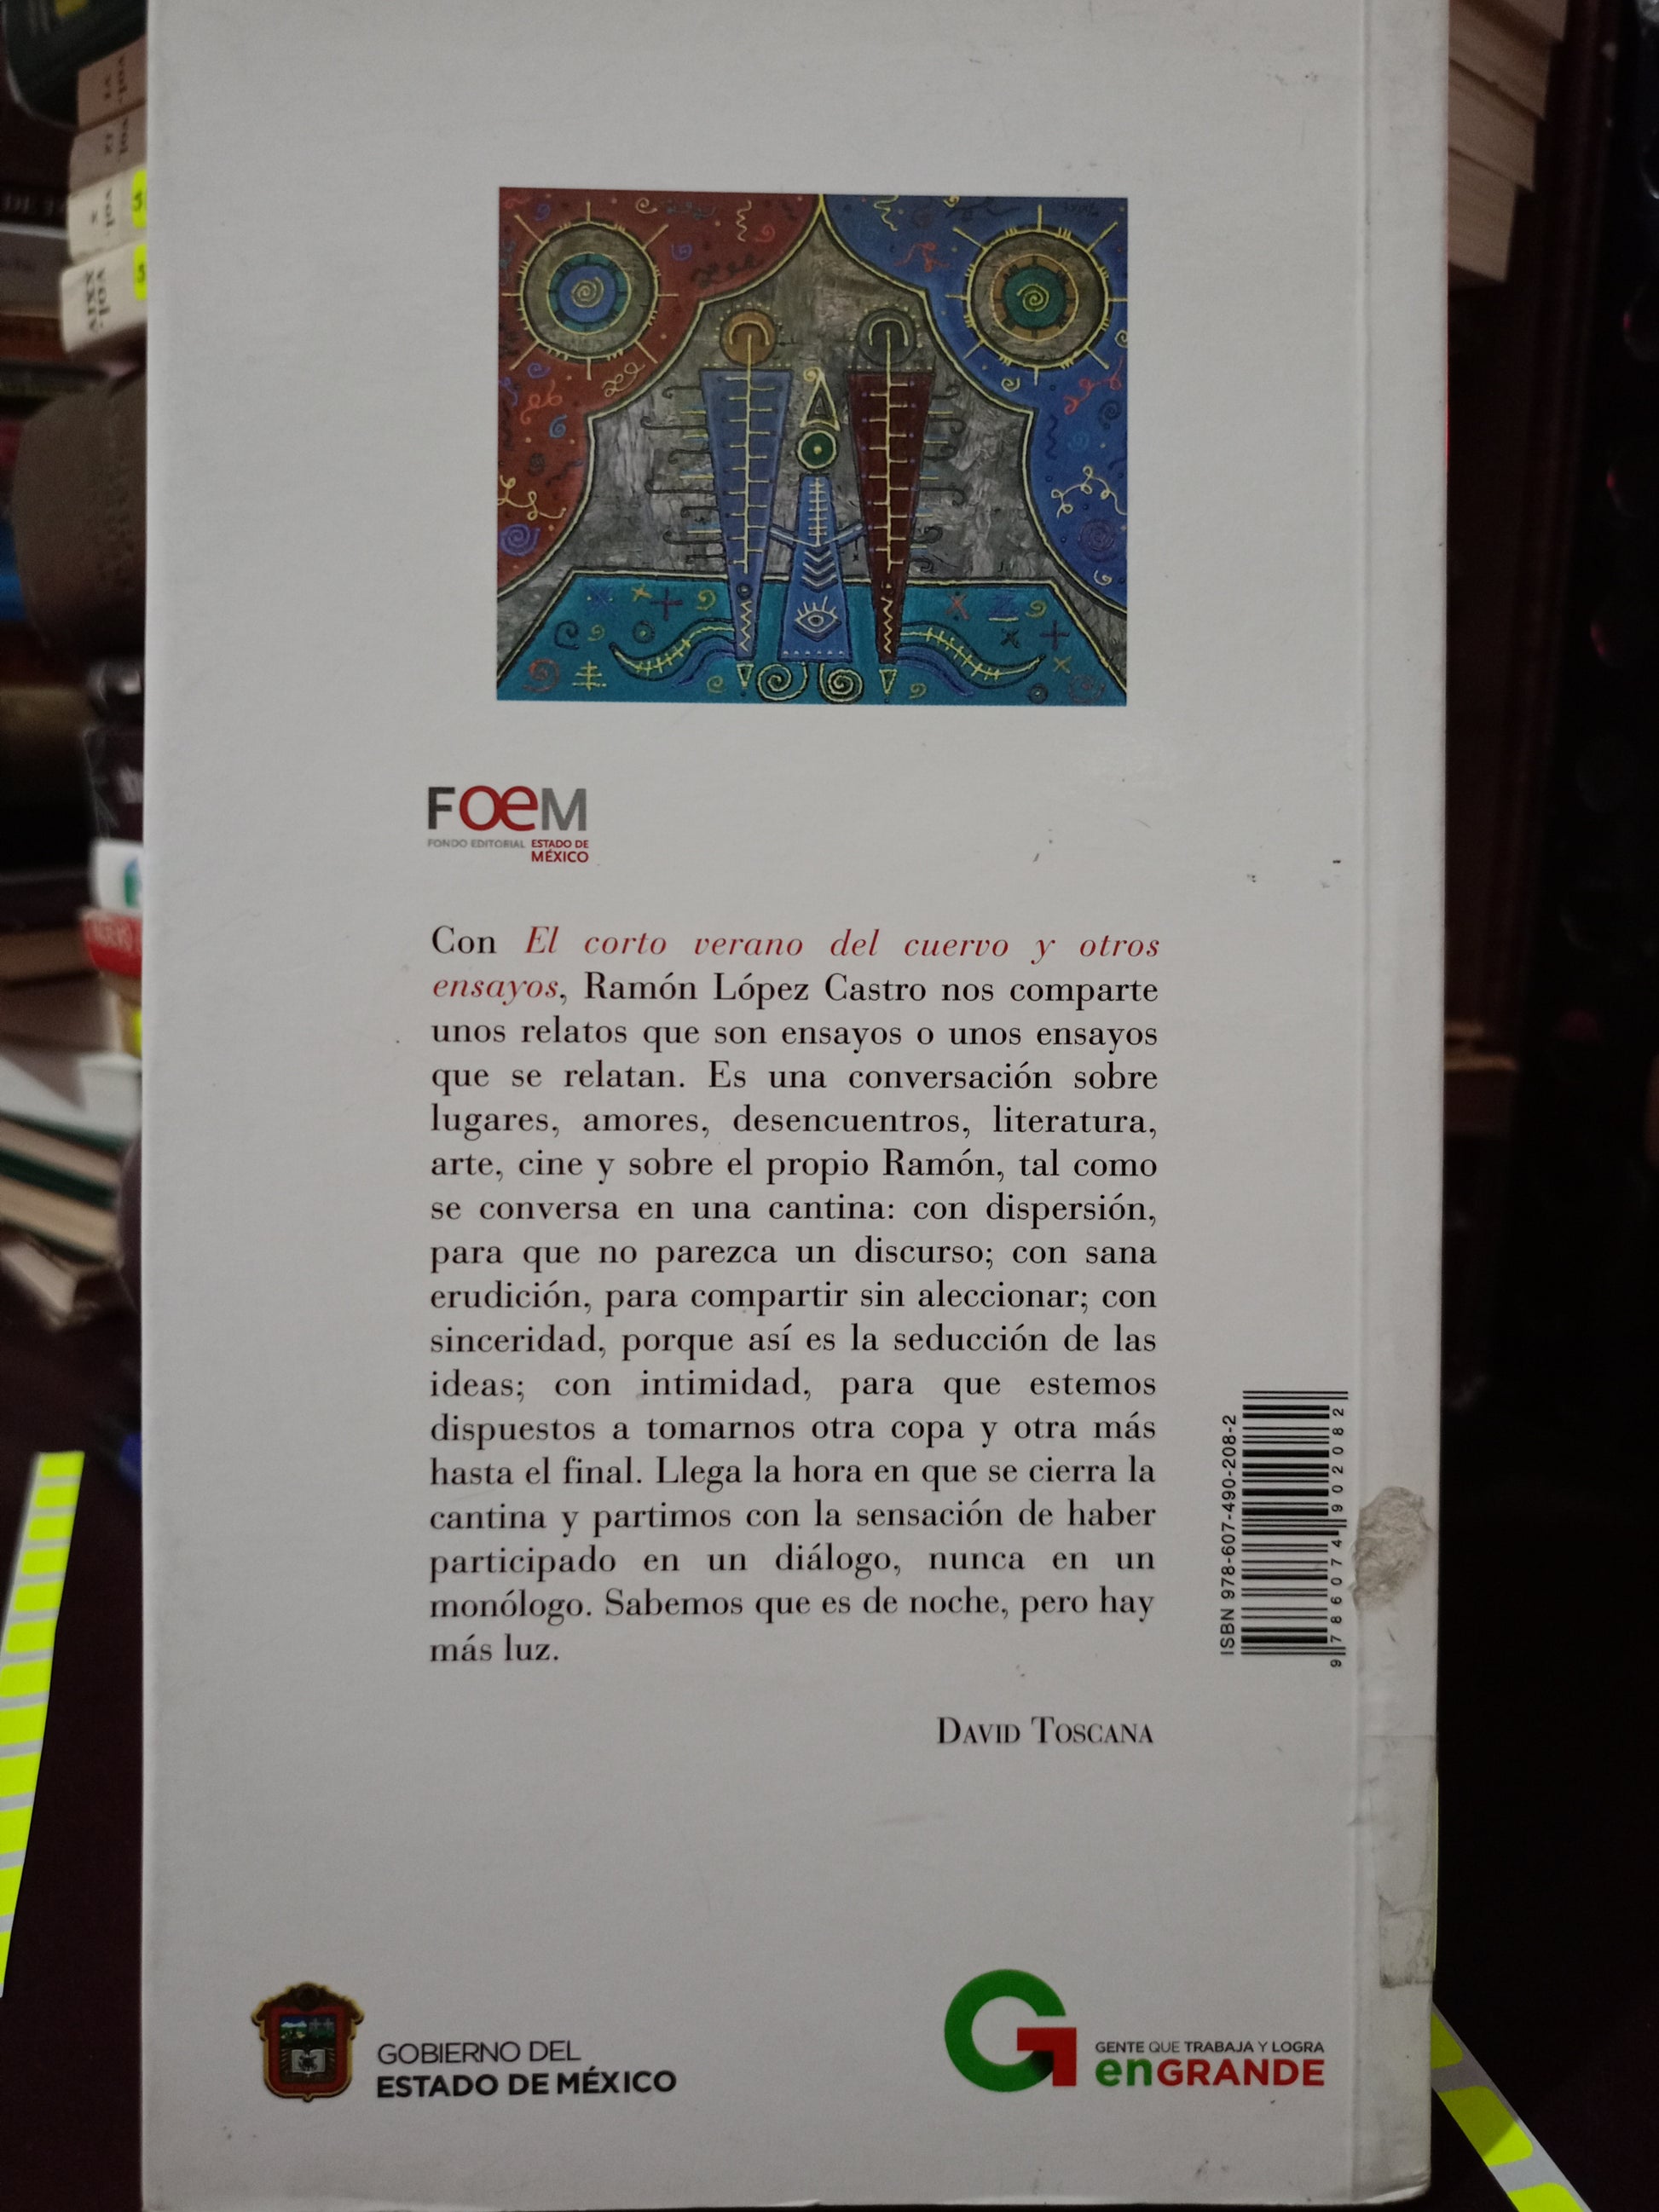 FOEM
FONDO EDITORIAL ESTADO DE
MÉXICO
Con El corto verano del cuervo y otros
ensayos, Ramón López Castro nos comparte
unos relatos que son ensayos o unos ensayos
que se relatan. Es una conversación sobre
lugares, amores, desencuentros, literatura,
arte, cine y sobre el propio Ramón, tal como
se conversa en una cantina: con dispersión,
para que no parezca un discurso; con sana
erudición, para compartir sin aleccionar; con
sinceridad, porque así es la seducción de las
ideas; con intimidad, para que estemos
dispuestos a tomarnos otra copa y otra más
hasta el final. Llega la hora en que se cierra la
cantina y partimos con la sensación de haber
participado en un diálogo, nunca en un
monólogo. Sabemos que es de noche, pero hay
más luz.
DAVID TOSCANA
ISBN 978-607-490-208-2
9 786074 902082
GOBIERNO DEL
ESTADO DE MÉXICO
GENTE QUE TRABAJA Y LOGRA
enGRANDE